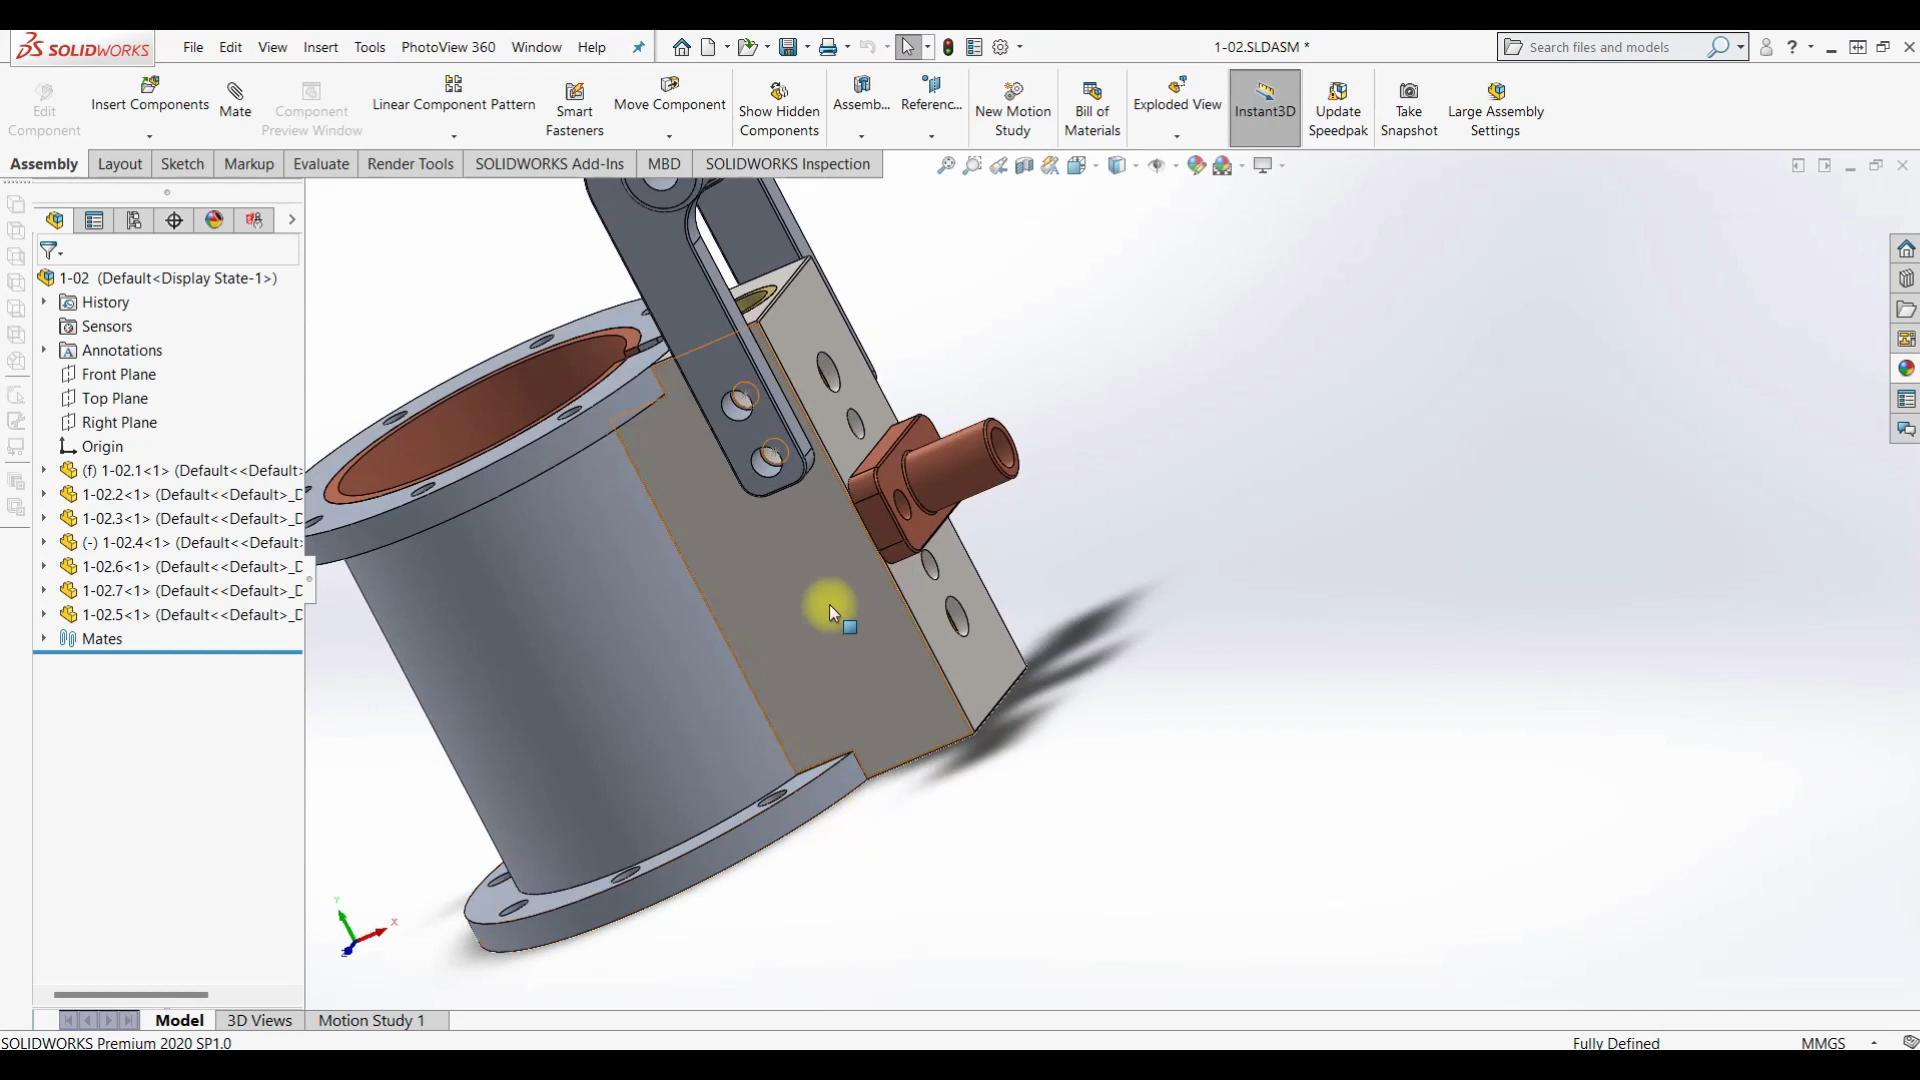 SOLIDWORKS
File Edit View Insert Tools PhotoView 360 Window Help
1-02.SLDASM *
Search files and models
Edit Component
Insert Components
Mate
Component Preview Window
Linear Component Pattern
Smart Fasteners
Move Component
Show Hidden Components
Assemb...
Referenc...
New Motion Study
Bill of Materials
Exploded View
Instant3D
Update Speedpak
Take Snapshot
Large Assembly Settings
Assembly Layout Sketch Markup Evaluate Render Tools SOLIDWORKS Add-Ins MBD SOLIDWORKS Inspection
1-02 (Default<Display State-1>)
History
Sensors
Annotations
Front Plane
Top Plane
Right Plane
Origin
(f) 1-02.1<1> (Default<<Default>
1-02.2<1> (Default<<Default>_D
1-02.3<1> (Default<<Default>_D
(-) 1-02.4<1> (Default<<Default>
1-02.6<1> (Default<<Default>_D
1-02.7<1> (Default<<Default>_D
1-02.5<1> (Default<<Default>_D
Mates
Y
X
Z
Model 3D Views Motion Study 1
SOLIDWORKS Premium 2020 SP1.0
Fully Defined
MMGS